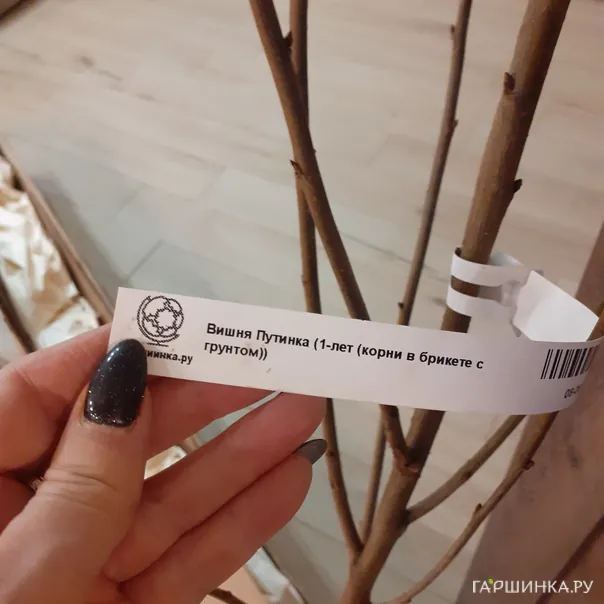 Вишня Путинка (1-лет (корни в брикете с
грунтом))
ГАРШИНКА.РУ